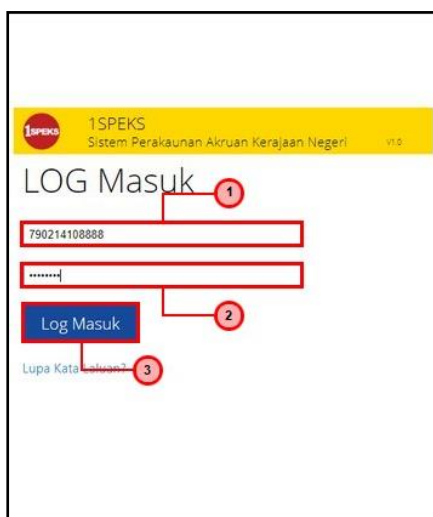 1SPEKS
1SPEKS
Sistem Perakaunan Akruan Kerajaan Negeri V1.0
LOG Masuk
1
790214108888
••••••••
2
Log Masuk
3
Lupa Kata Laluan?